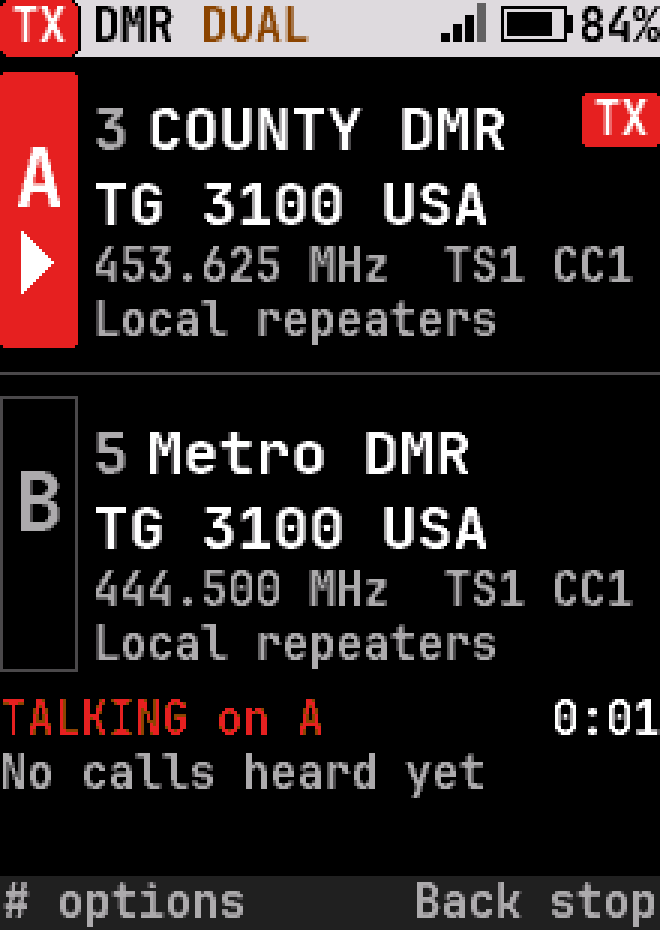 TX DMR DUAL 84%
A
3 COUNTY DMR TX
TG 3100 USA
453.625 MHz TS1 CC1
Local repeaters
B
5 Metro DMR
TG 3100 USA
444.500 MHz TS1 CC1
Local repeaters
TALKING on A 0:01
No calls heard yet
# options Back stop